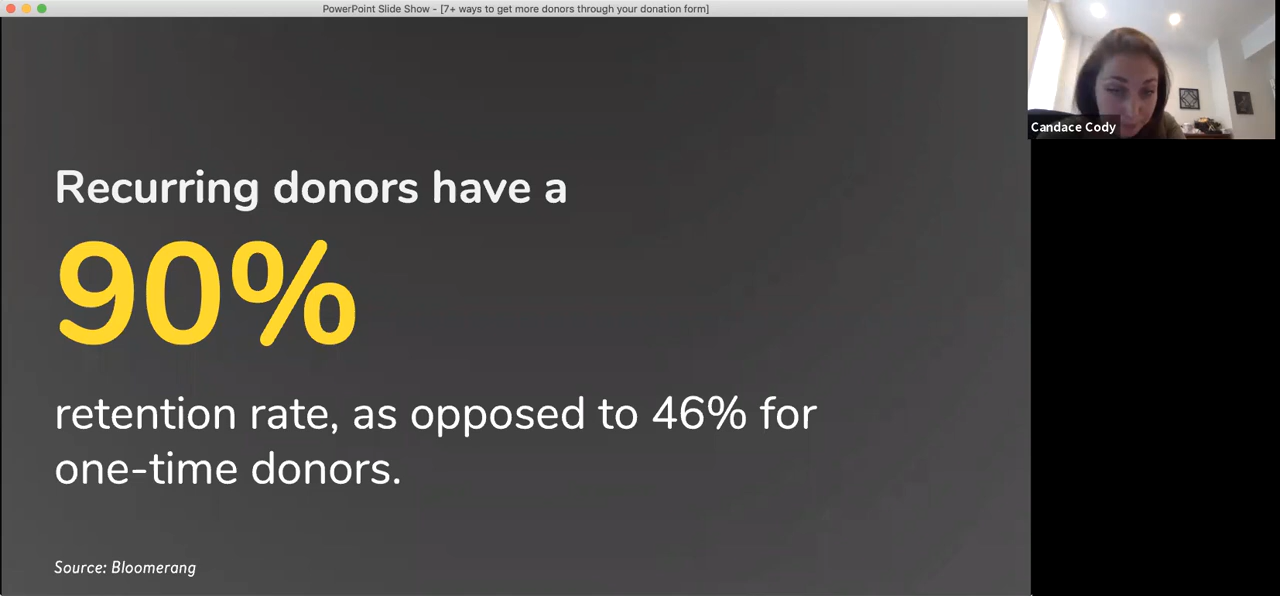 PowerPoint Slide Show - [7+ ways to get more donors through your donation form]
Candace Cody
Recurring donors have a
90%
retention rate, as opposed to 46% for
one-time donors.
Source: Bloomerang